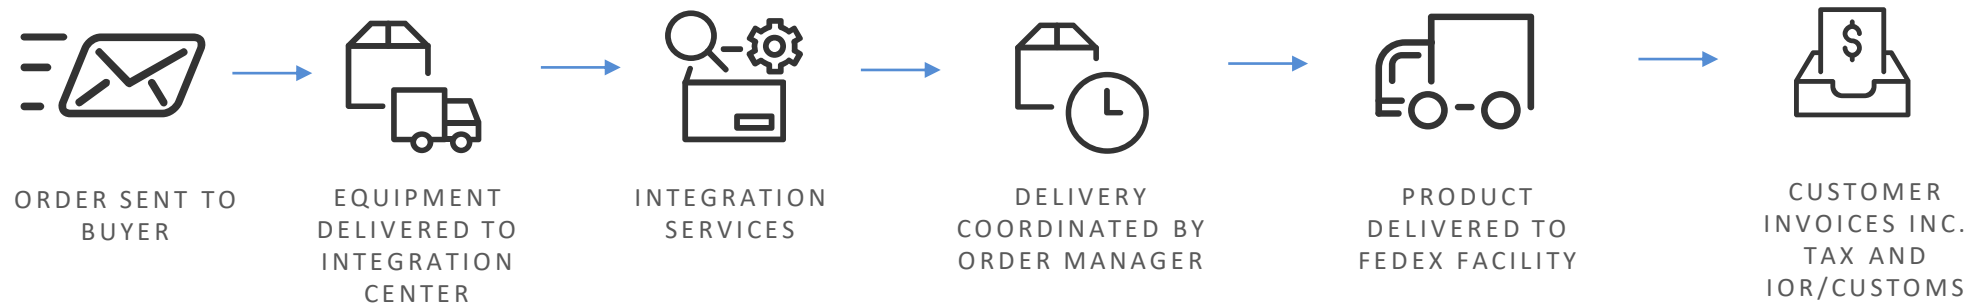 $
ORDER SENT TO
BUYER
EQUIPMENT
DELIVERED TO
INTEGRATION
CENTER
INTEGRATION
SERVICES
DELIVERY
COORDINATED BY
ORDER MANAGER
PRODUCT
DELIVERED TO
FEDEX FACILITY
CUSTOMER
INVOICES INC.
TAX AND
IOR/CUSTOMS